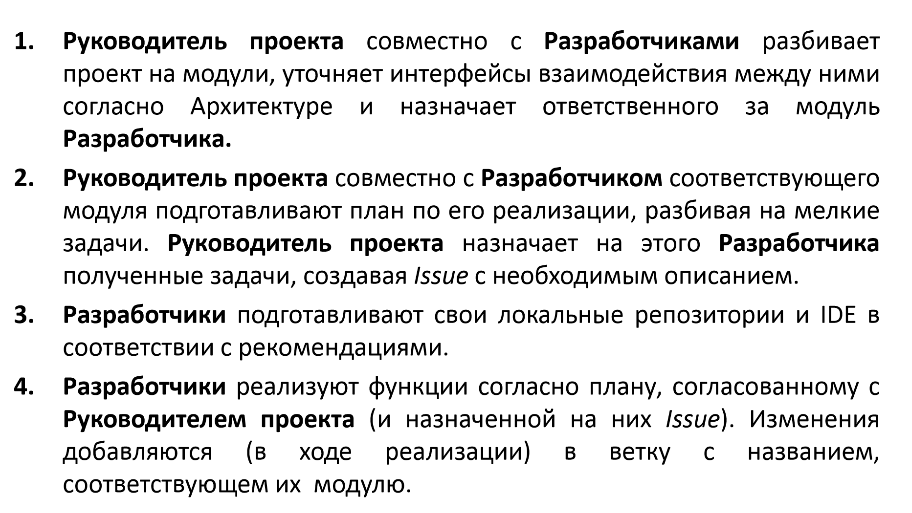 1. Руководитель проекта совместно с Разработчиками разбивает
проект на модули, уточняет интерфейсы взаимодействия между ними
согласно Архитектуре и назначает ответственного за модуль
Разработчика.
2. Руководитель проекта совместно с Разработчиком соответствующего
модуля подготавливают план по его реализации, разбивая на мелкие
задачи. Руководитель проекта назначает на этого Разработчика
полученные задачи, создавая Issue с необходимым описанием.
3. Разработчики подготавливают свои локальные репозитории и IDE в
соответствии с рекомендациями.
4. Разработчики реализуют функции согласно плану, согласованному с
Руководителем проекта (и назначенной на них Issue). Изменения
добавляются (в ходе реализации) в ветку с названием,
соответствующем их модулю.